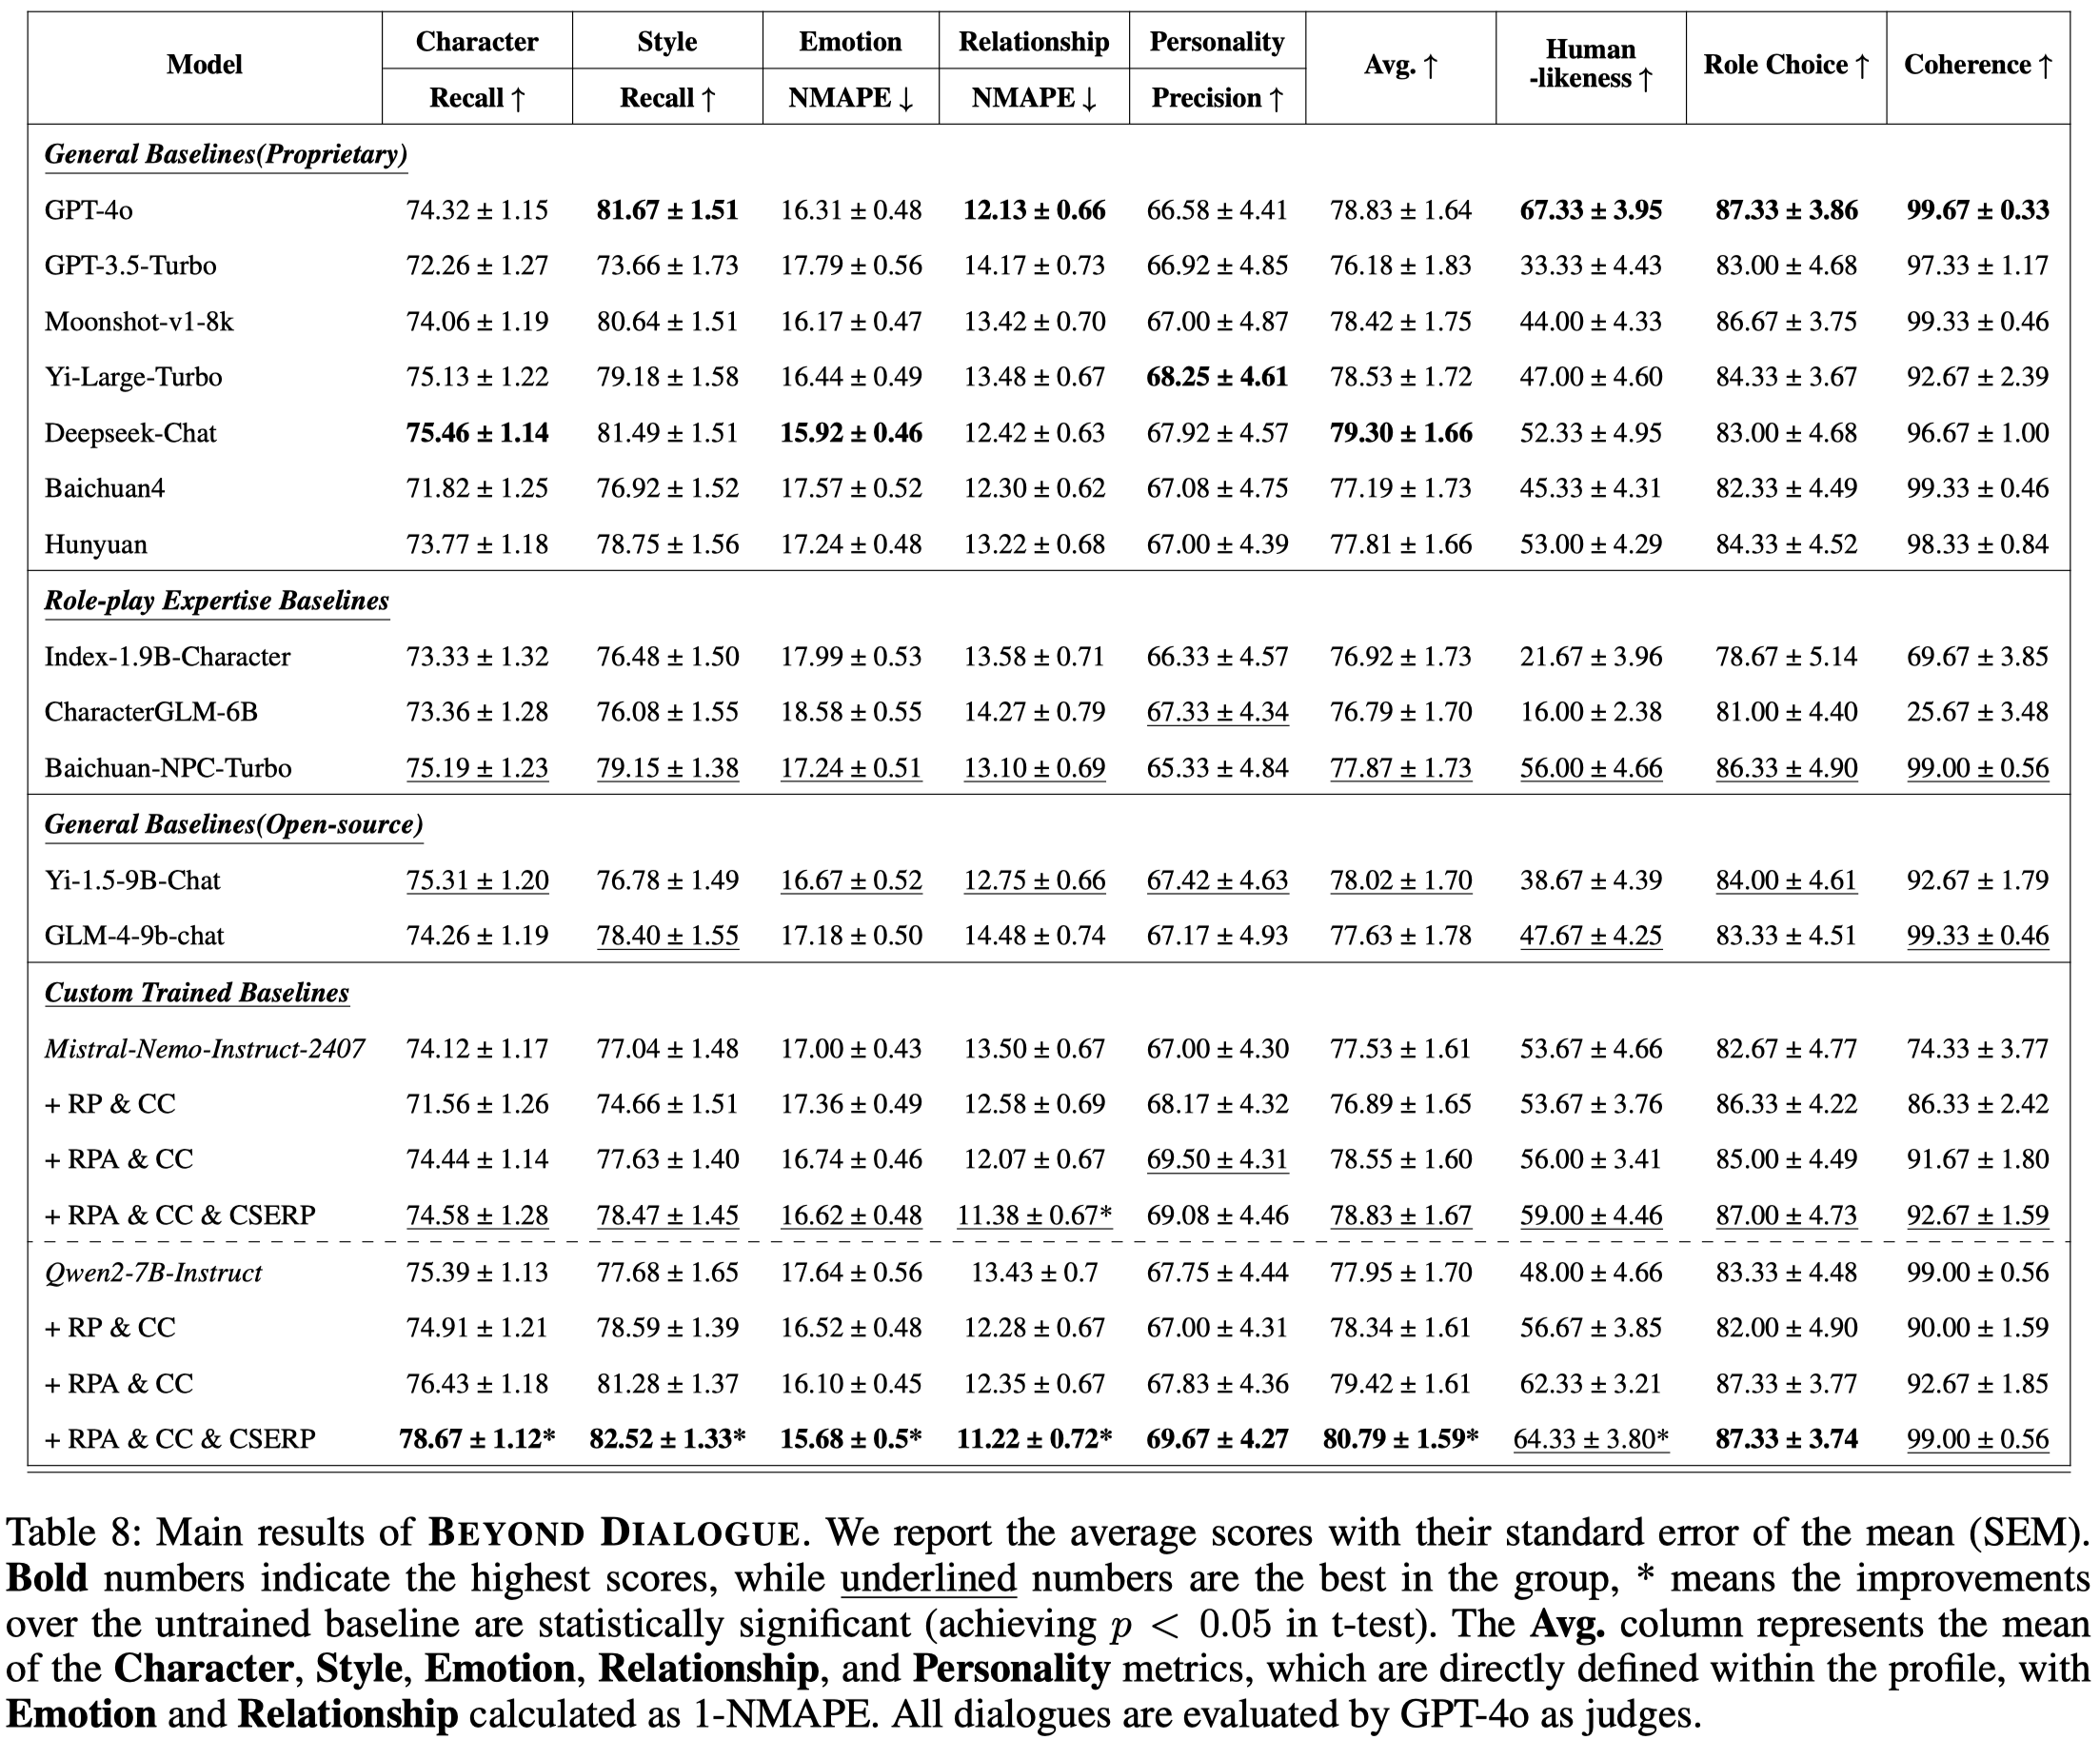 Model Character Style Emotion Relationship Personality Avg. ↑ Human -likeness ↑ Role Choice ↑ Coherence ↑
Recall ↑ Recall ↑ NMAPE ↓ NMAPE ↓ Precision ↑
General Baselines(Proprietary)
GPT-4o 74.32 ± 1.15 81.67 ± 1.51 16.31 ± 0.48 12.13 ± 0.66 66.58 ± 4.41 78.83 ± 1.64 67.33 ± 3.95 87.33 ± 3.86 99.67 ± 0.33
GPT-3.5-Turbo 72.26 ± 1.27 73.66 ± 1.73 17.79 ± 0.56 14.17 ± 0.73 66.92 ± 4.85 76.18 ± 1.83 33.33 ± 4.43 83.00 ± 4.68 97.33 ± 1.17
Moonshot-v1-8k 74.06 ± 1.19 80.64 ± 1.51 16.17 ± 0.47 13.42 ± 0.70 67.00 ± 4.87 78.42 ± 1.75 44.00 ± 4.33 86.67 ± 3.75 99.33 ± 0.46
Yi-Large-Turbo 75.13 ± 1.22 79.18 ± 1.58 16.44 ± 0.49 13.48 ± 0.67 68.25 ± 4.61 78.53 ± 1.72 47.00 ± 4.60 84.33 ± 3.67 92.67 ± 2.39
Deepseek-Chat 75.46 ± 1.14 81.49 ± 1.51 15.92 ± 0.46 12.42 ± 0.63 67.92 ± 4.57 79.30 ± 1.66 52.33 ± 4.95 83.00 ± 4.68 96.67 ± 1.00
Baichuan4 71.82 ± 1.25 76.92 ± 1.52 17.57 ± 0.52 12.30 ± 0.62 67.08 ± 4.75 77.19 ± 1.73 45.33 ± 4.31 82.33 ± 4.49 99.33 ± 0.46
Hunyuan 73.77 ± 1.18 78.75 ± 1.56 17.24 ± 0.48 13.22 ± 0.68 67.00 ± 4.39 77.81 ± 1.66 53.00 ± 4.29 84.33 ± 4.52 98.33 ± 0.84
Role-play Expertise Baselines
Index-1.9B-Character 73.33 ± 1.32 76.48 ± 1.50 17.99 ± 0.53 13.58 ± 0.71 66.33 ± 4.57 76.92 ± 1.73 21.67 ± 3.96 78.67 ± 5.14 69.67 ± 3.85
CharacterGLM-6B 73.36 ± 1.28 76.08 ± 1.55 18.58 ± 0.55 14.27 ± 0.79 67.33 ± 4.34 76.79 ± 1.70 16.00 ± 2.38 81.00 ± 4.40 25.67 ± 3.48
Baichuan-NPC-Turbo 75.19 ± 1.23 79.15 ± 1.38 17.24 ± 0.51 13.10 ± 0.69 65.33 ± 4.84 77.87 ± 1.73 56.00 ± 4.66 86.33 ± 4.90 99.00 ± 0.56
General Baselines(Open-source)
Yi-1.5-9B-Chat 75.31 ± 1.20 76.78 ± 1.49 16.67 ± 0.52 12.75 ± 0.66 67.42 ± 4.63 78.02 ± 1.70 38.67 ± 4.39 84.00 ± 4.61 92.67 ± 1.79
GLM-4-9b-chat 74.26 ± 1.19 78.40 ± 1.55 17.18 ± 0.50 14.48 ± 0.74 67.17 ± 4.93 77.63 ± 1.78 47.67 ± 4.25 83.33 ± 4.51 99.33 ± 0.46
Custom Trained Baselines
Mistral-Nemo-Instruct-2407 74.12 ± 1.17 77.04 ± 1.48 17.00 ± 0.43 13.50 ± 0.67 67.00 ± 4.30 77.53 ± 1.61 53.67 ± 4.66 82.67 ± 4.77 74.33 ± 3.77
+ RP & CC 71.56 ± 1.26 74.66 ± 1.51 17.36 ± 0.49 12.58 ± 0.69 68.17 ± 4.32 76.89 ± 1.65 53.67 ± 3.76 86.33 ± 4.22 86.33 ± 2.42
+ RPA & CC 74.44 ± 1.14 77.63 ± 1.40 16.74 ± 0.46 12.07 ± 0.67 69.50 ± 4.31 78.55 ± 1.60 56.00 ± 3.41 85.00 ± 4.49 91.67 ± 1.80
+ RPA & CC & CSERP 74.58 ± 1.28 78.47 ± 1.45 16.62 ± 0.48 11.38 ± 0.67* 69.08 ± 4.46 78.83 ± 1.67 59.00 ± 4.46 87.00 ± 4.73 92.67 ± 1.59
Qwen2-7B-Instruct 75.39 ± 1.13 77.68 ± 1.65 17.64 ± 0.56 13.43 ± 0.7 67.75 ± 4.44 77.95 ± 1.70 48.00 ± 4.66 83.33 ± 4.48 99.00 ± 0.56
+ RP & CC 74.91 ± 1.21 78.59 ± 1.39 16.52 ± 0.48 12.28 ± 0.67 67.00 ± 4.31 78.34 ± 1.61 56.67 ± 3.85 82.00 ± 4.90 90.00 ± 1.59
+ RPA & CC 76.43 ± 1.18 81.28 ± 1.37 16.10 ± 0.45 12.35 ± 0.67 67.83 ± 4.36 79.42 ± 1.61 62.33 ± 3.21 87.33 ± 3.77 92.67 ± 1.85
+ RPA & CC & CSERP 78.67 ± 1.12* 82.52 ± 1.33* 15.68 ± 0.5* 11.22 ± 0.72* 69.67 ± 4.27 80.79 ± 1.59* 64.33 ± 3.80* 87.33 ± 3.74 99.00 ± 0.56
Table 8: Main results of BEYOND DIALOGUE. We report the average scores with their standard error of the mean (SEM).
Bold numbers indicate the highest scores, while underlined numbers are the best in the group, * means the improvements
over the untrained baseline are statistically significant (achieving p < 0.05 in t-test). The Avg. column represents the mean
of the Character, Style, Emotion, Relationship, and Personality metrics, which are directly defined within the profile, with
Emotion and Relationship calculated as 1-NMAPE. All dialogues are evaluated by GPT-4o as judges.